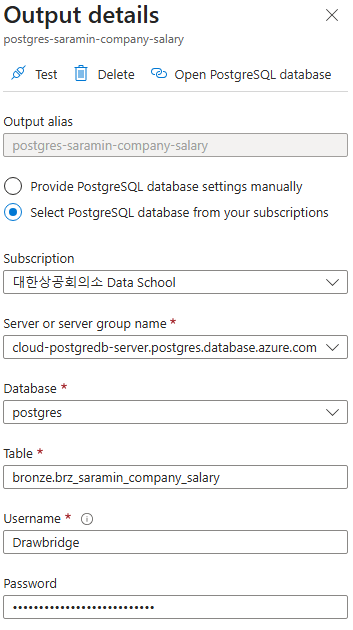 Output details
postgres-saramin-company-salary
Test Delete Open PostgreSQL database
Output alias
postgres-saramin-company-salary
Provide PostgreSQL database settings manually
Select PostgreSQL database from your subscriptions
Subscription
대한상공회의소 Data School
Server or server group name *
cloud-postgredb-server.postgres.database.azure.com
Database *
postgres
Table *
bronze.brz_saramin_company_salary
Username *
Drawbridge
Password
•••••••••••••••••••••••••••